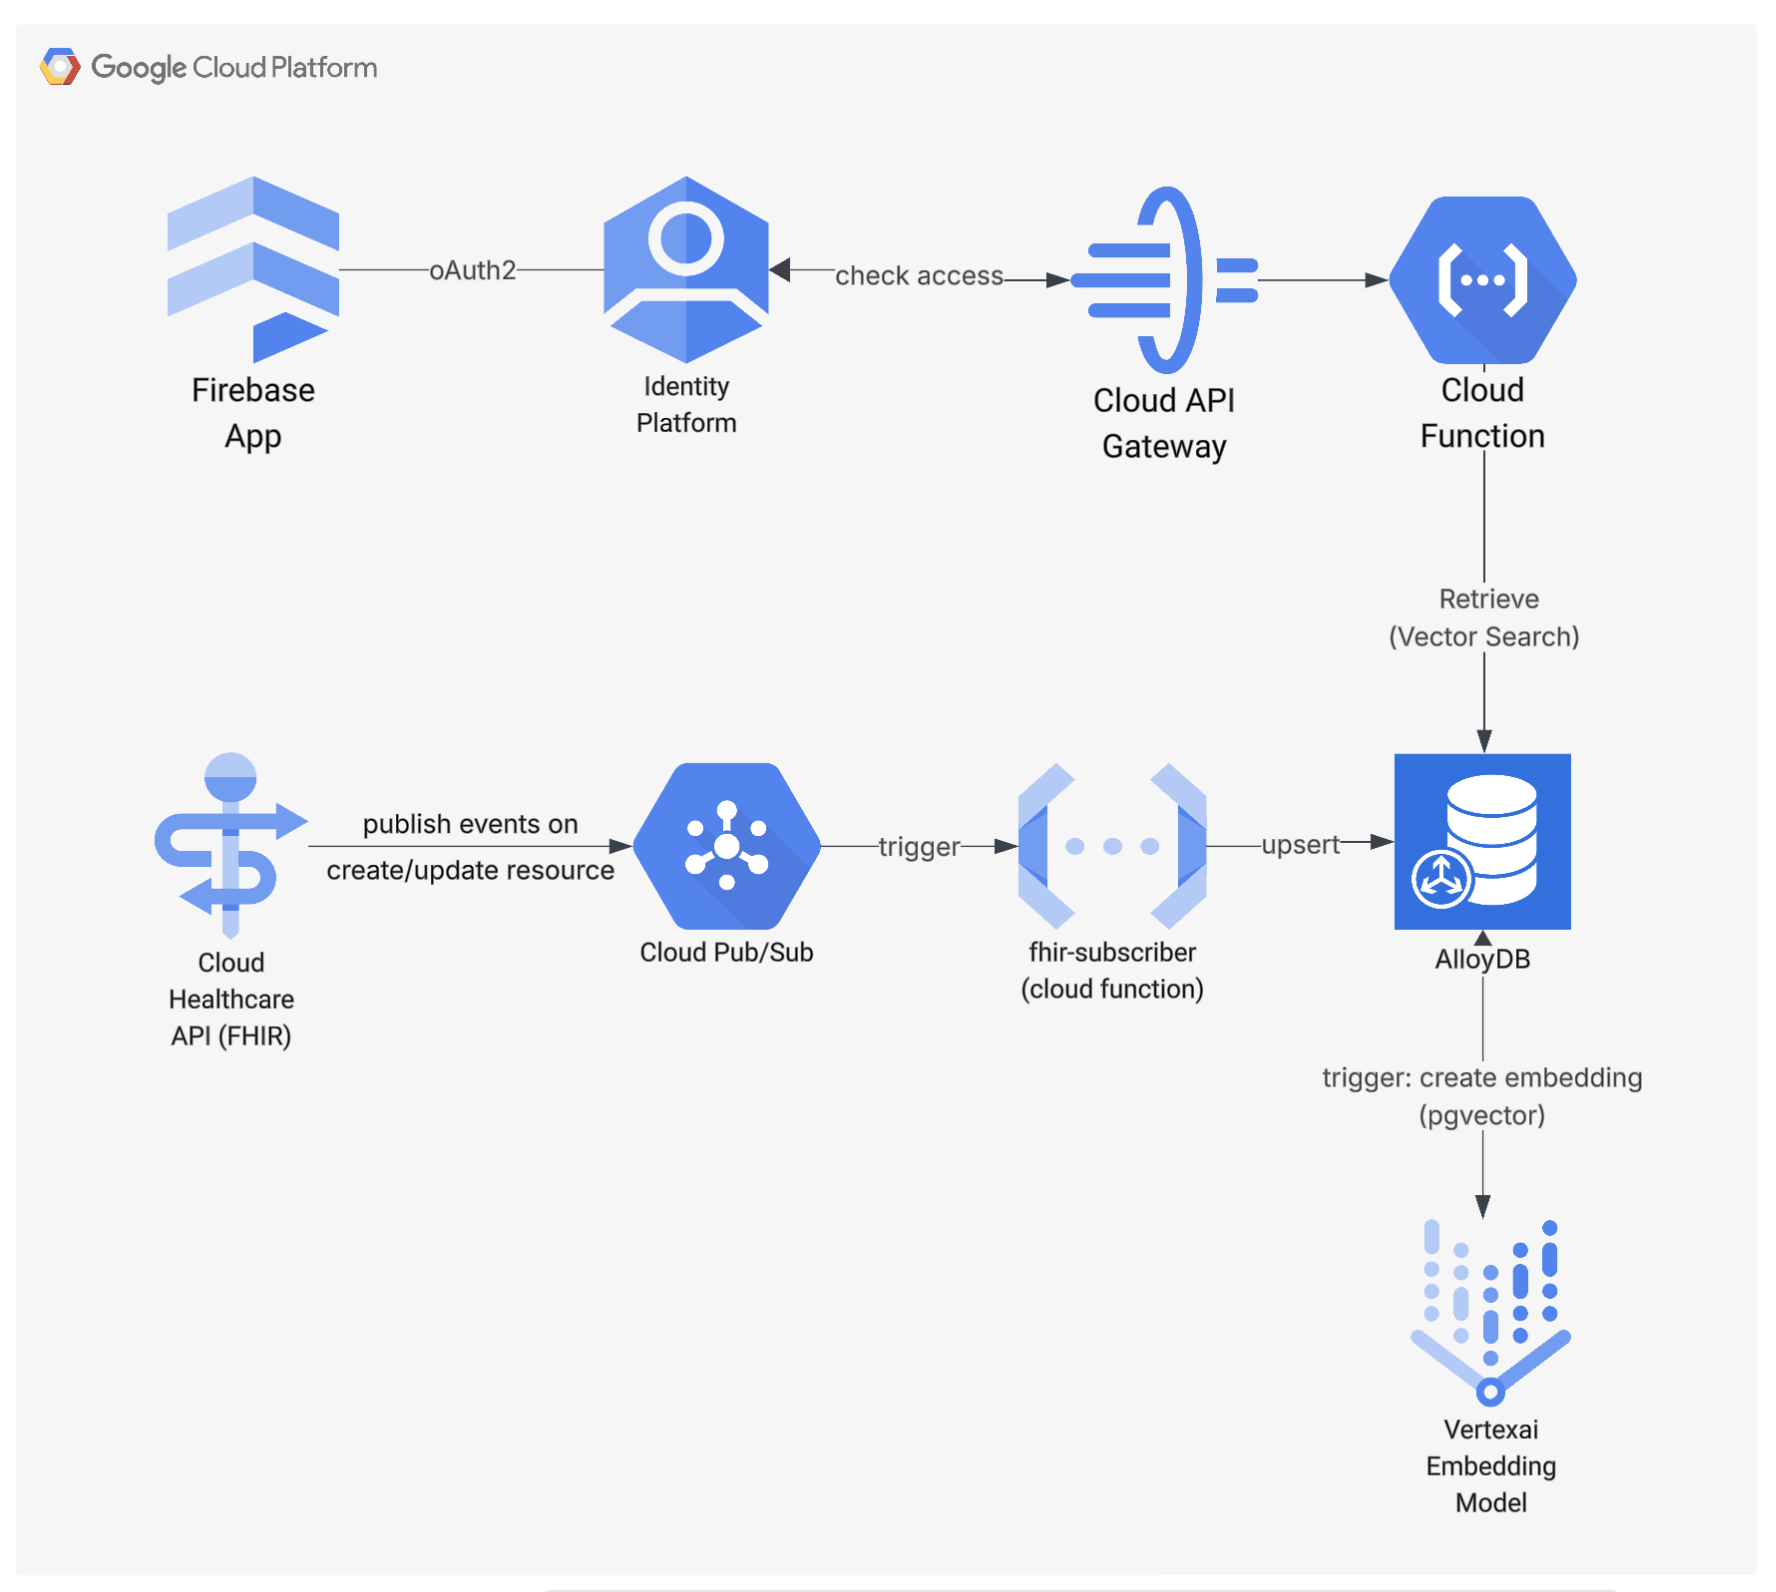 Google Cloud Platform
oAuth2
check access
Firebase
App
Identity
Platform
Cloud API
Gateway
Cloud
Function
Retrieve
(Vector Search)
publish events on
create/update resource
trigger
upsert
Cloud
Healthcare
API (FHIR)
Cloud Pub/Sub
fhir-subscriber
(cloud function)
AlloyDB
trigger: create embedding
(pgvector)
Vertexai
Embedding
Model